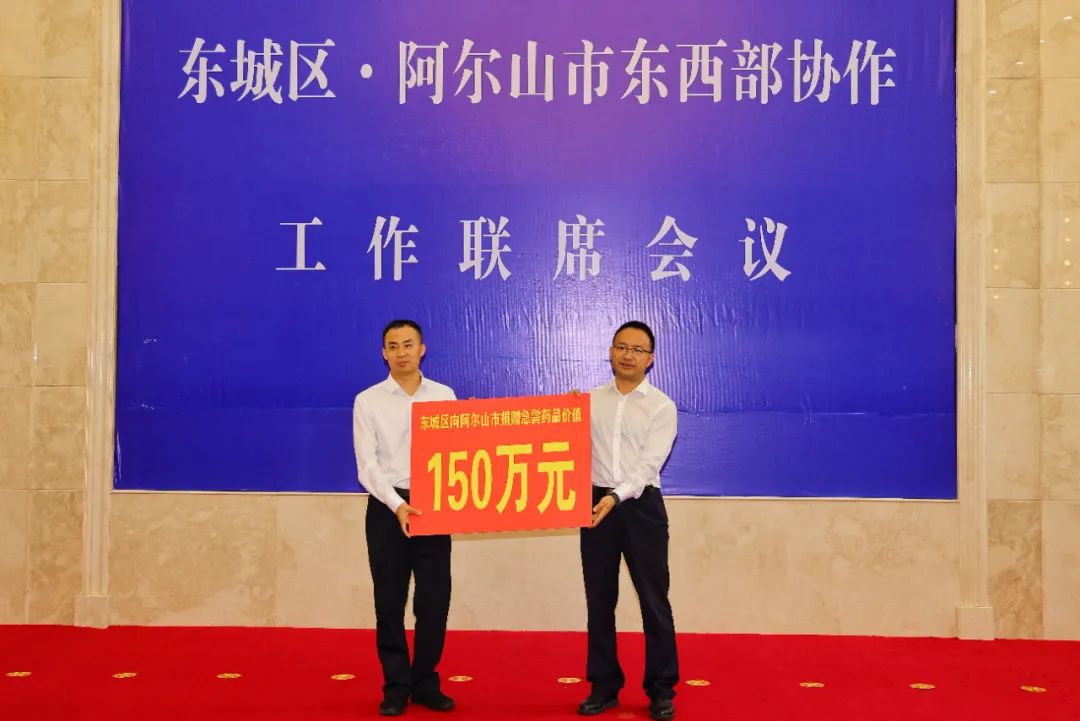 东城区·阿尔山市东西部协作
工作联席会议
东城区向阿尔山市捐赠急需药品价值
150万元